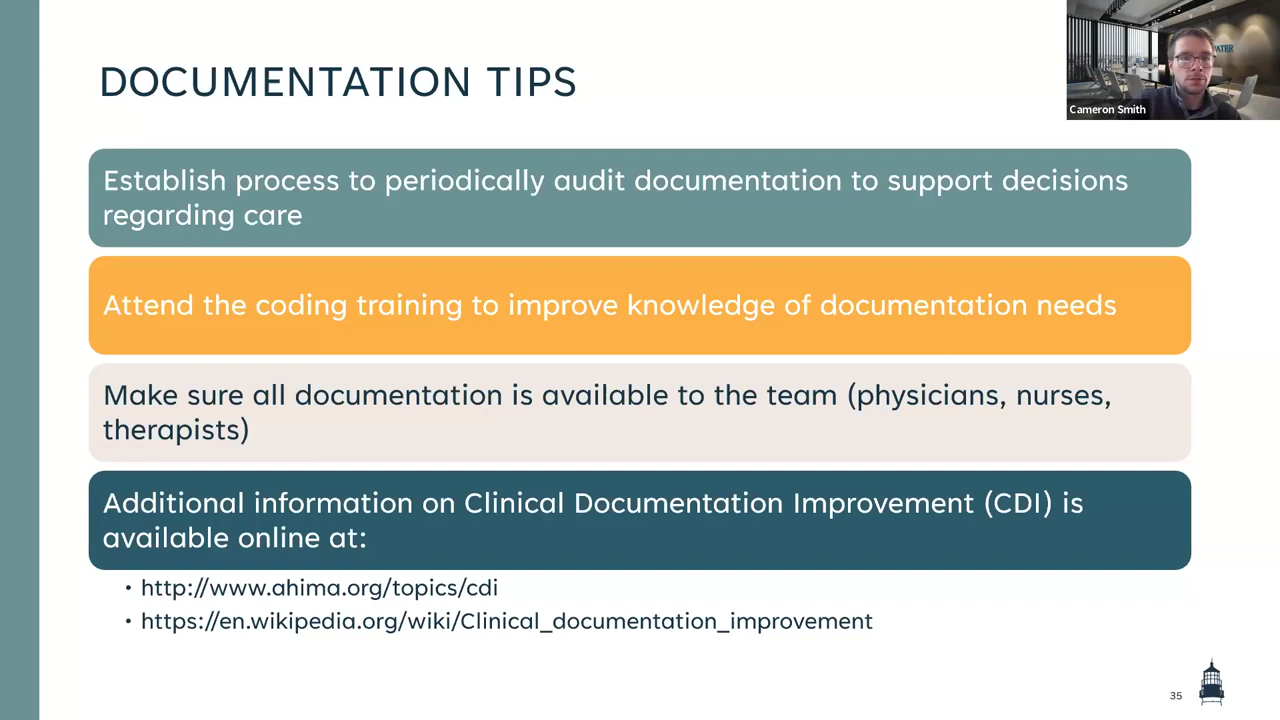 DOCUMENTATION TIPS
ATER
Cameron Smith
Establish process to periodically audit documentation to support decisions
regarding care
Attend the coding training to improve knowledge of documentation needs
Make sure all documentation is available to the team (physicians, nurses,
therapists)
Additional information on Clinical Documentation Improvement (CDI) is
available online at:
• http://www.ahima.org/topics/cdi
• https://en.wikipedia.org/wiki/Clinical_documentation_improvement
35